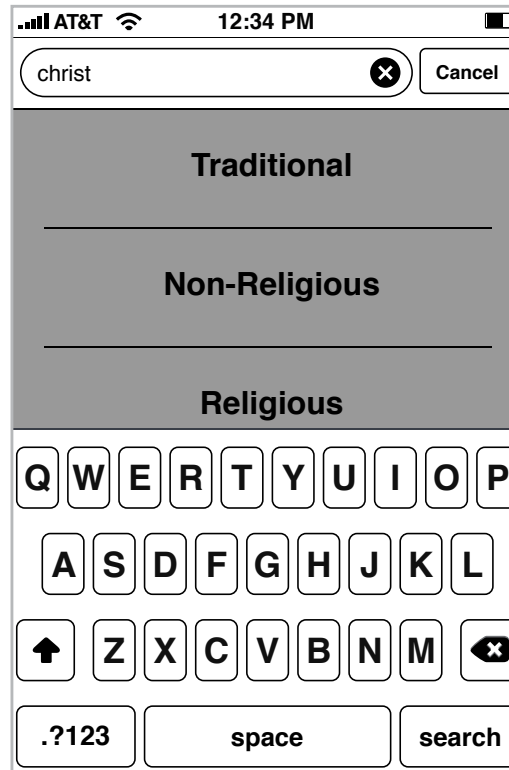 AT&T 12:34 PM
christ Cancel
Traditional
Non-Religious
Religious
Q W E R T Y U I O P
A S D F G H J K L
Z X C V B N M
.?123 space search